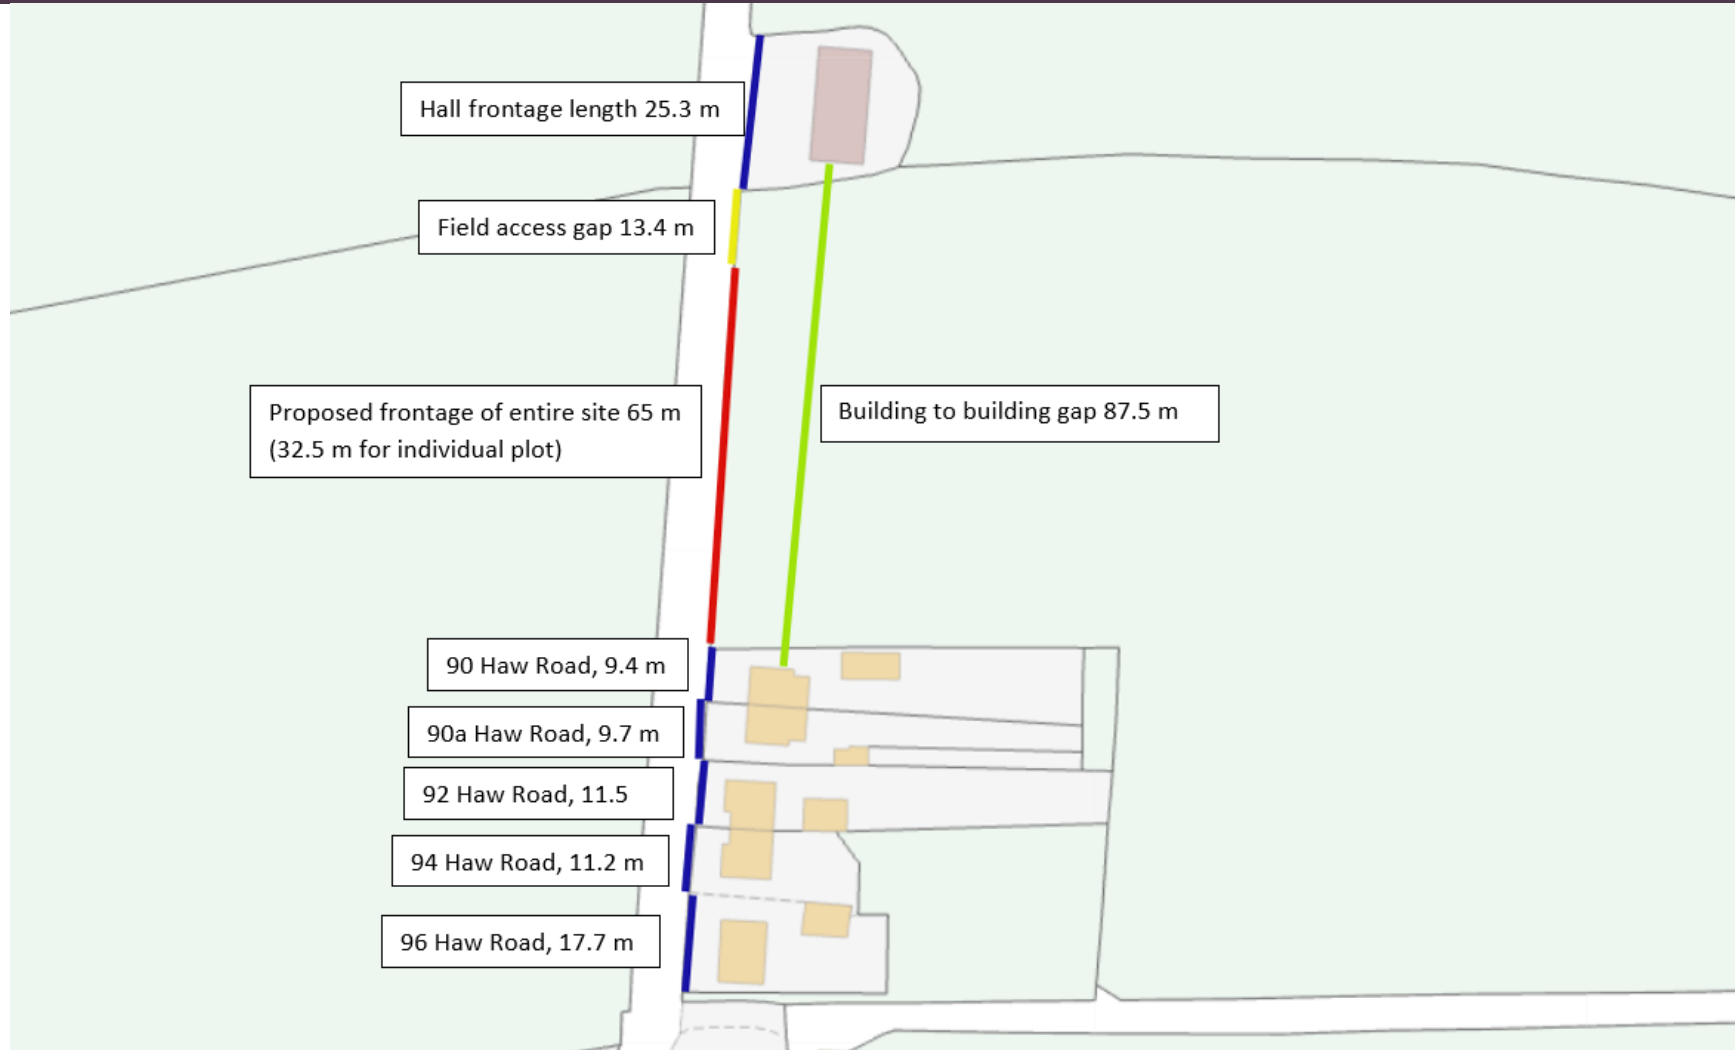 Hall frontage length 25.3 m
Field access gap 13.4 m
Proposed frontage of entire site 65 m
(32.5 m for individual plot)
Building to building gap 87.5 m
90 Haw Road, 9.4 m
90a Haw Road, 9.7 m
92 Haw Road, 11.5
94 Haw Road, 11.2 m
96 Haw Road, 17.7 m